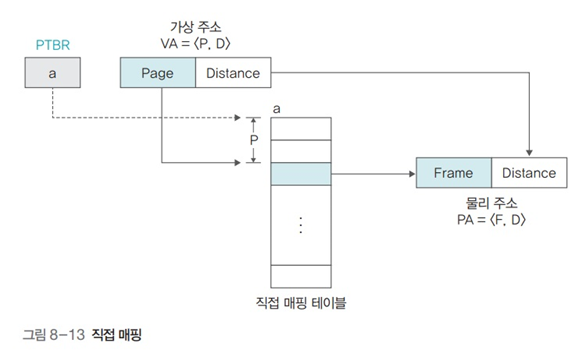 가상 주소
PTBR
VA = ⟨P, D⟩
a
Page
Distance
a
P
Frame
Distance
물리 주소
PA = ⟨F, D⟩
⋮
직접 매핑 테이블
그림 8-13 직접 매핑